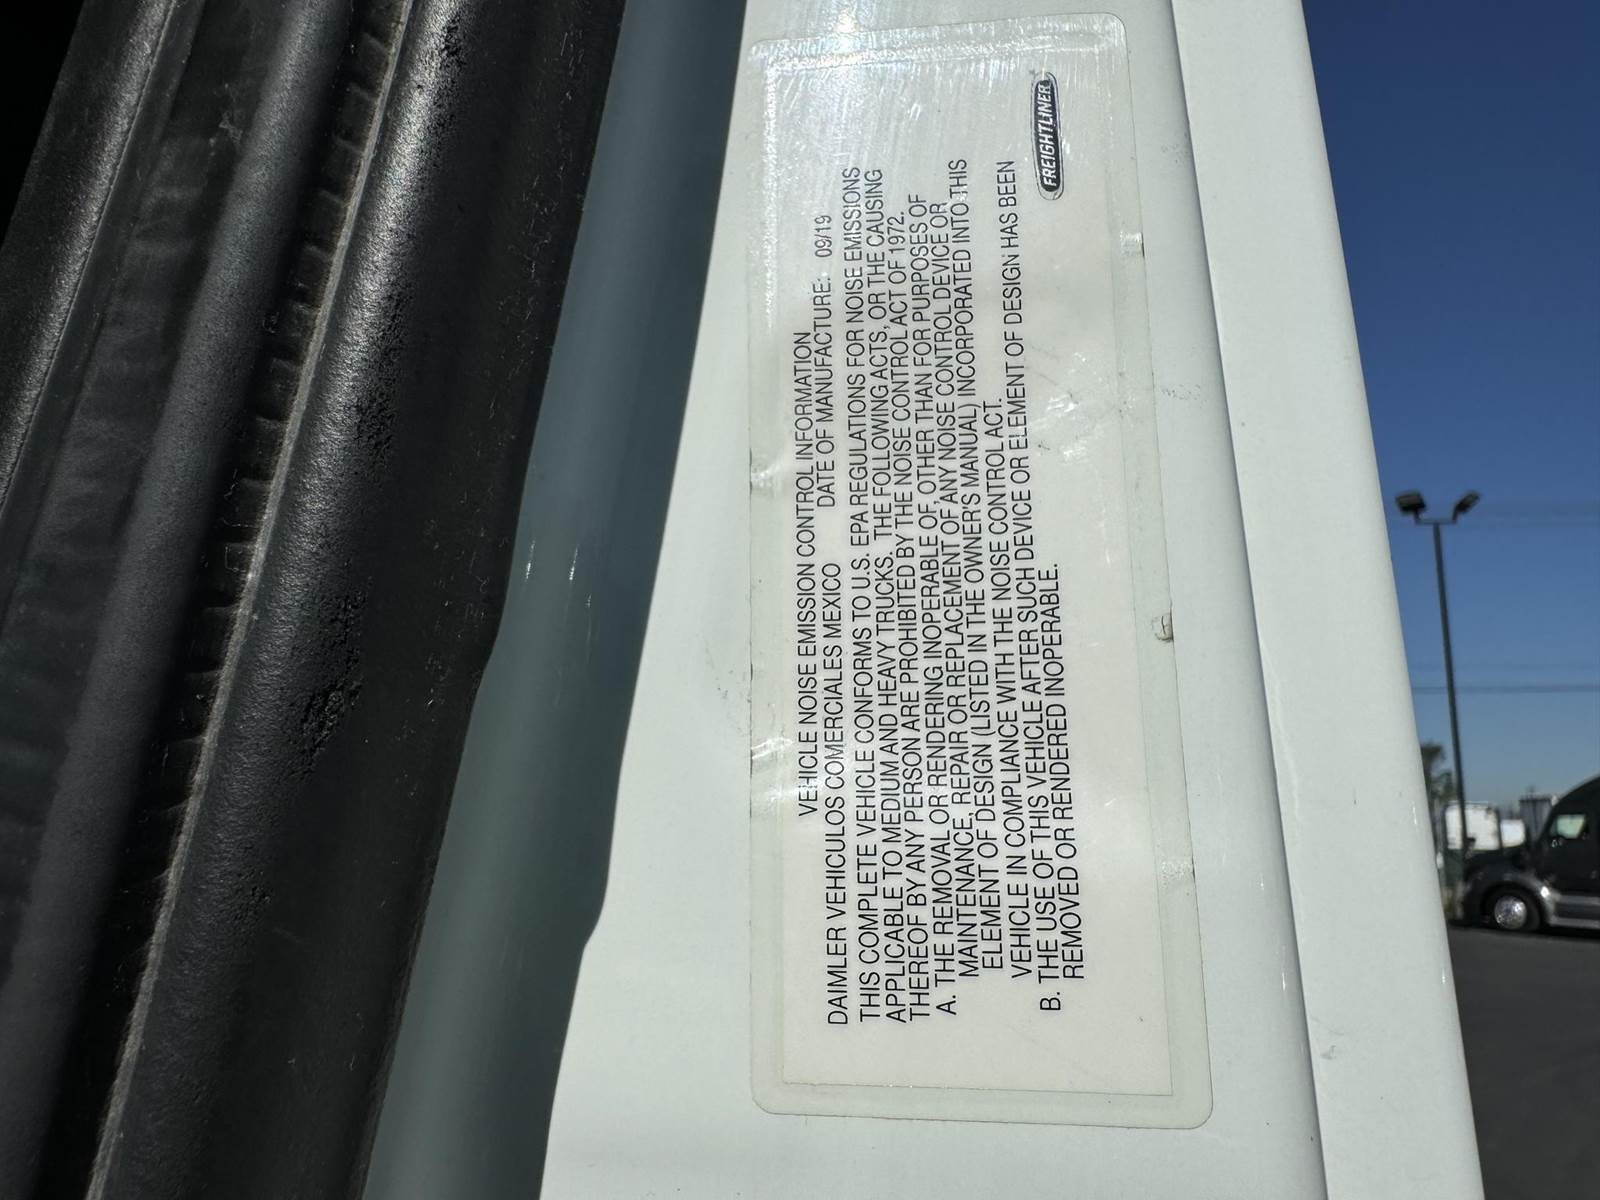 VEHICLE NOISE EMISSION CONTROL INFORMATION
DAIMLER VEHICULOS COMERCIALES MEXICO DATE OF MANUFACTURE: 09/19
THIS COMPLETE VEHICLE CONFORMS TO U.S. EPA REGULATIONS FOR NOISE EMISSIONS
APPLICABLE TO MEDIUM AND HEAVY TRUCKS. THE FOLLOWING ACTS, OR THE CAUSING
THEREOF BY ANY PERSON ARE PROHIBITED BY THE NOISE CONTROL ACT OF 1972.
A. THE REMOVAL OR RENDERING INOPERABLE OF, OTHER THAN FOR PURPOSES OF
MAINTENANCE, REPAIR OR REPLACEMENT OF ANY NOISE CONTROL DEVICE OR
ELEMENT OF DESIGN (LISTED IN THE OWNER'S MANUAL) INCORPORATED INTO THIS
VEHICLE IN COMPLIANCE WITH THE NOISE CONTROL ACT.
B. THE USE OF THIS VEHICLE AFTER SUCH DEVICE OR ELEMENT OF DESIGN HAS BEEN
REMOVED OR RENDERED INOPERABLE.
FREIGHTLINER